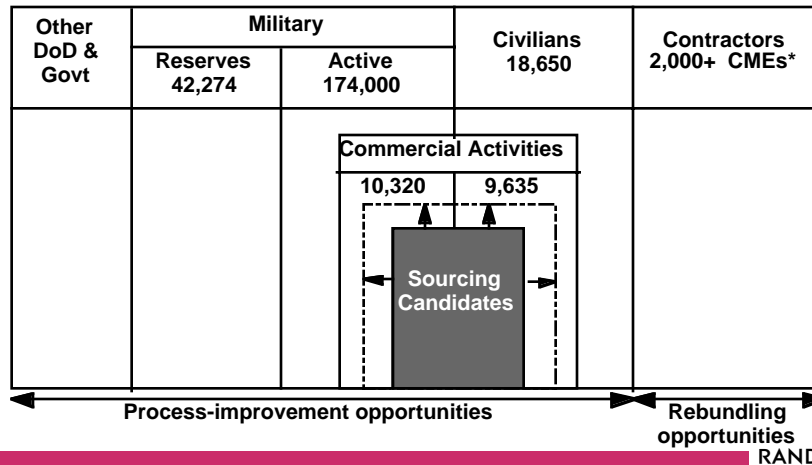 Other
DoD &
Govt
Military
Reserves
42,274
Active
174,000
Civilians
18,650
Contractors
2,000+ CMEs*
Commercial Activities
10,320
9,635
Sourcing
Candidates
Process-improvement opportunities
Rebundling
opportunities
RAND